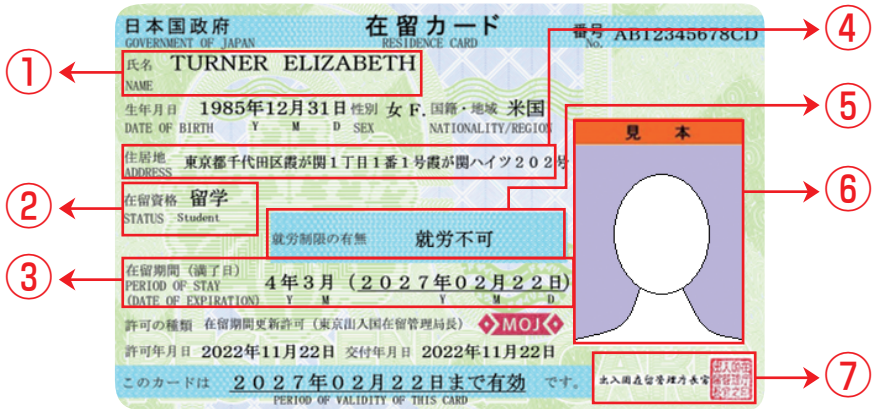 日本国政府 在留カード 番号 AB12345678CD
GOVERNMENT OF JAPAN RESIDENCE CARD No.
④
① 氏名 TURNER ELIZABETH
NAME
生年月日 1985年12月31日 性別 女 F. 国籍・地域 米国
DATE OF BIRTH Y M D SEX NATIONALITY/REGION
⑤
見本
住居地 東京都千代田区霞が関1丁目1番1号霞が関ハイツ202号
ADDRESS
② 在留資格 留学
STATUS Student
⑥
就労制限の有無 就労不可
③ 在留期間(満了日)
PERIOD OF STAY 4年3月(2027年02月22日)
(DATE OF EXPIRATION) Y M Y M D
許可の種類 在留期間更新許可(東京出入国在留管理局長) MOJ
許可年月日 2022年11月22日 交付年月日 2022年11月22日
このカードは 2027年02月22日まで有効 です。
PERIOD OF VALIDITY OF THIS CARD
出入国在留管理庁長官 ⑦